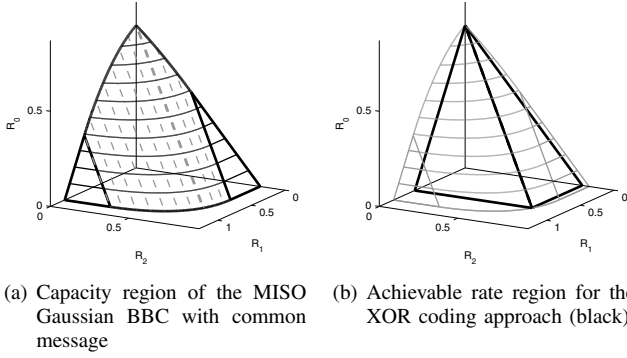 0.5
R0
0
0
0.5
R2
1
0.5
0
R1
0.5
R0
0
0
0.5
R2
1
0.5
0
R1
(a) Capacity region of the MISO
Gaussian BBC with common
message
(b) Achievable rate region for the
XOR coding approach (black)